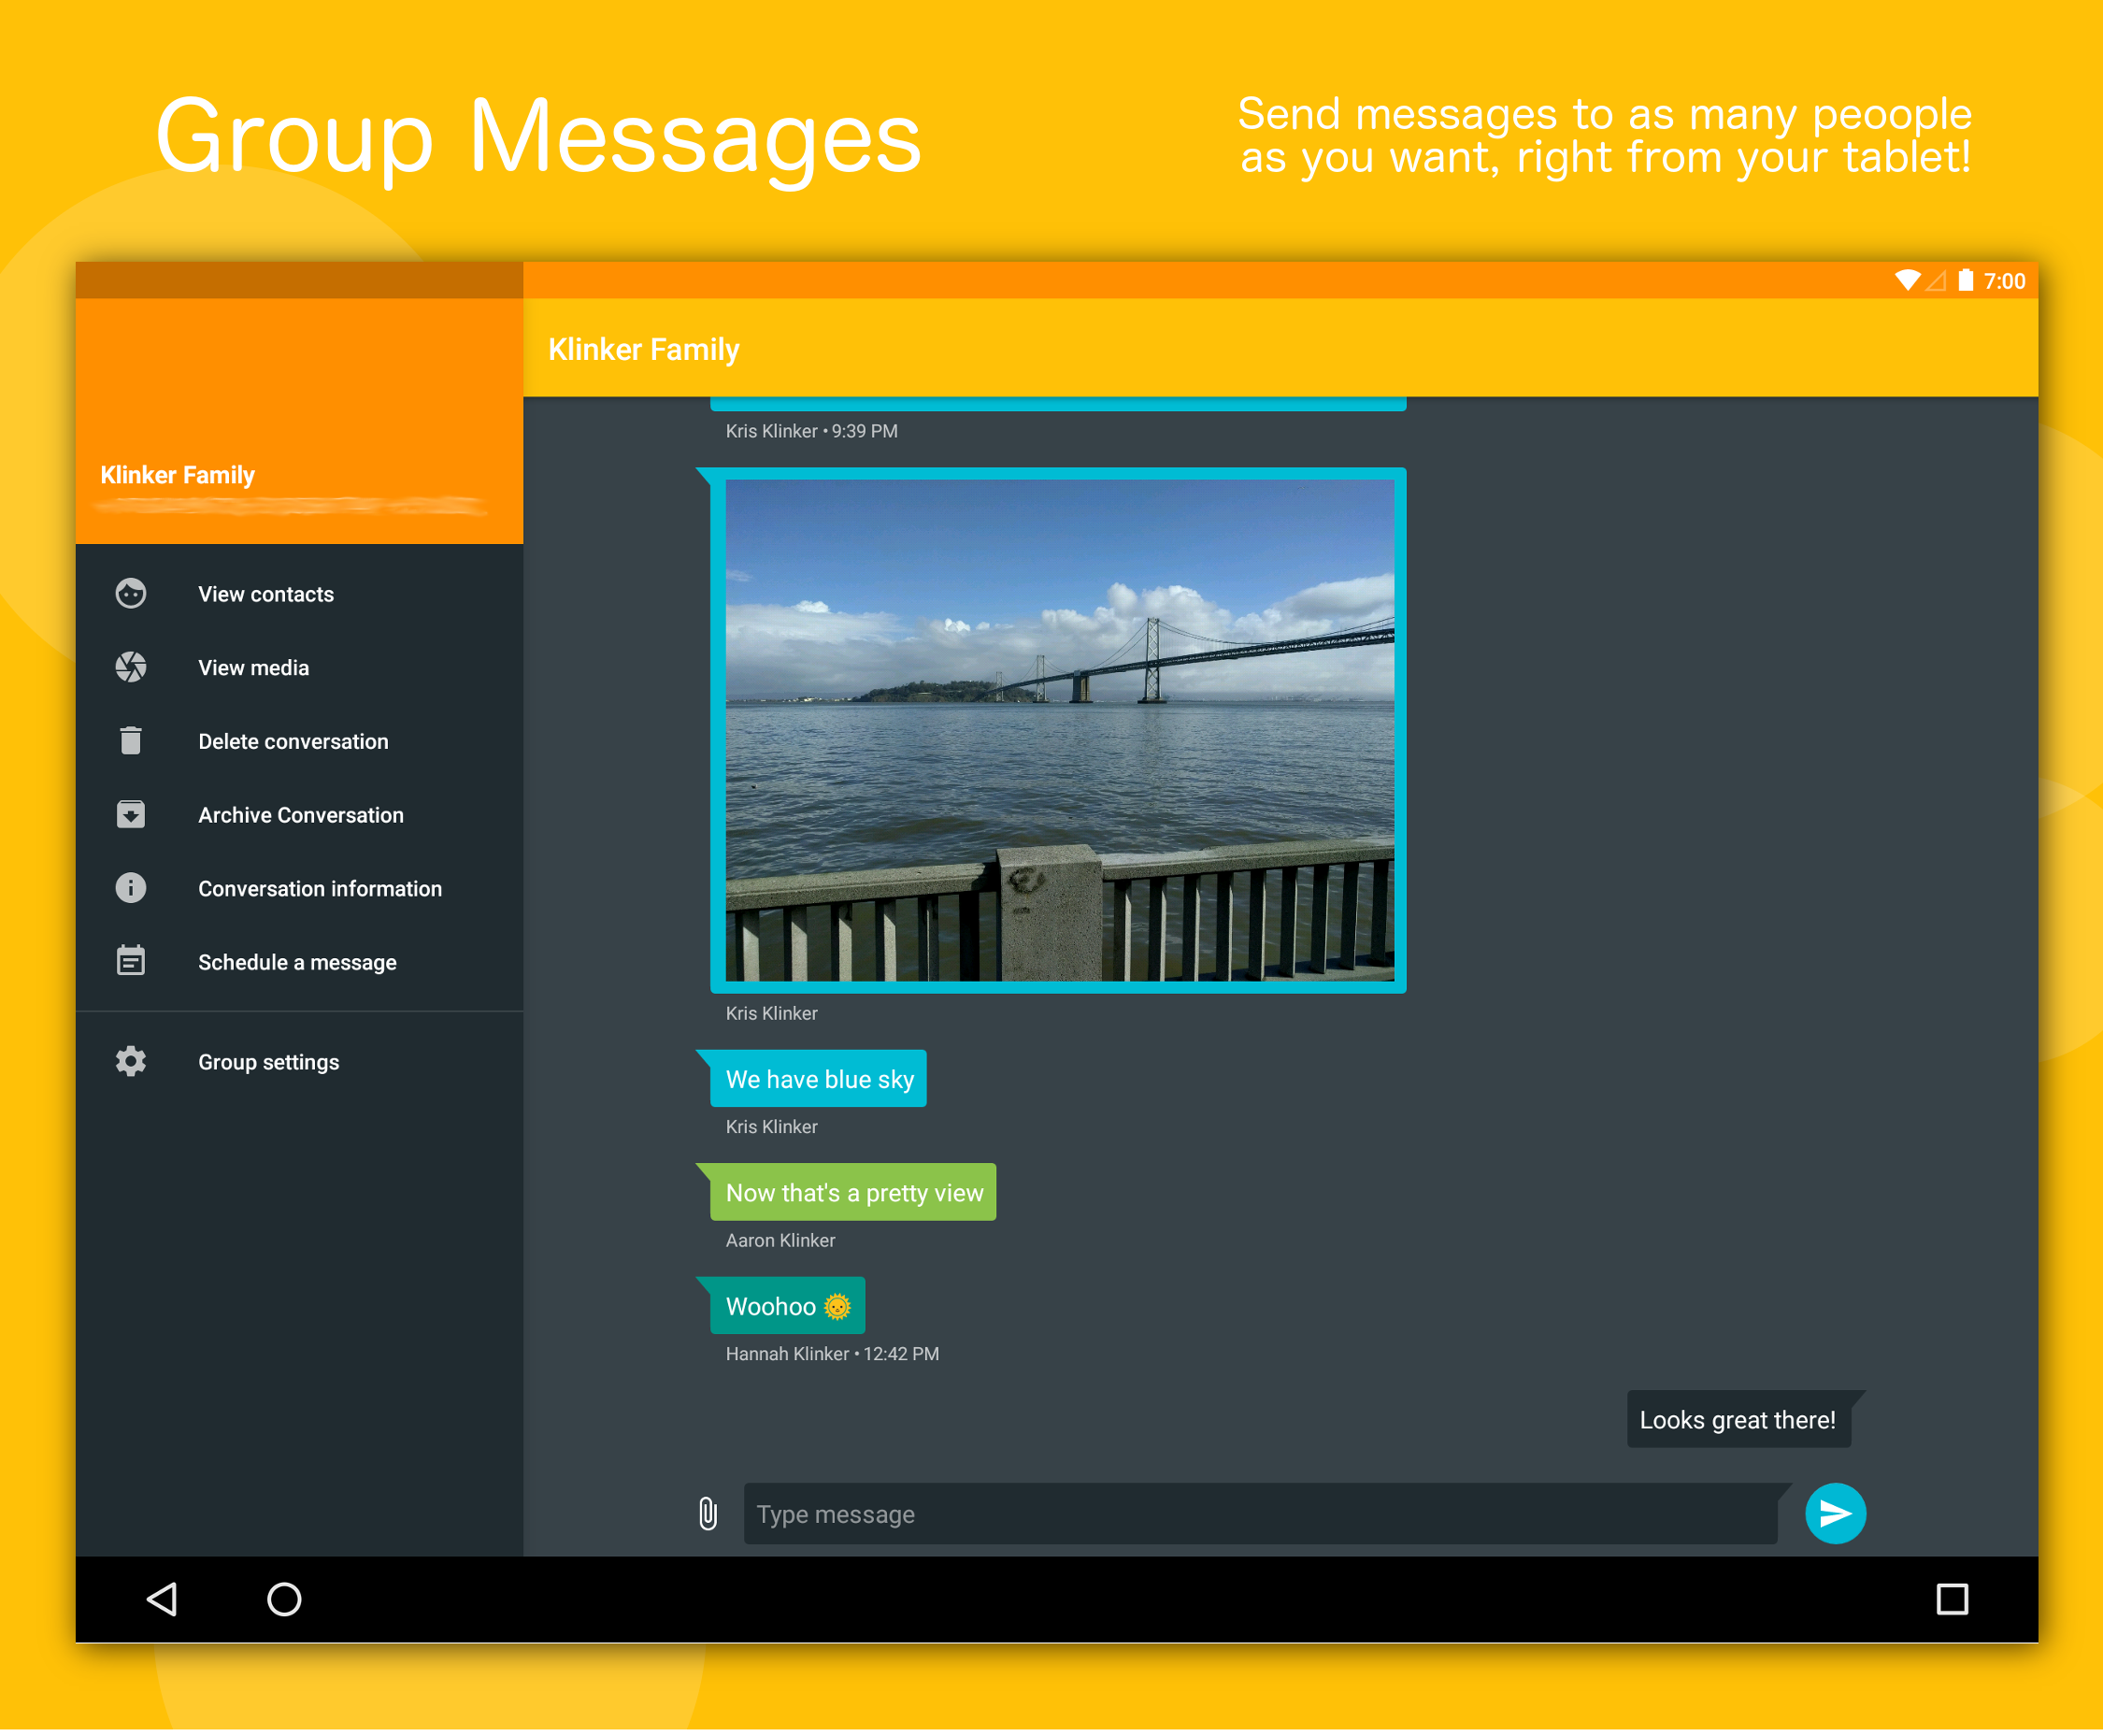 Group Messages
Send messages to as many peoople
as you want, right from your tablet!
7:00
Klinker Family
Klinker Family
View contacts
View media
Delete conversation
Archive Conversation
Conversation information
Schedule a message
Group settings
Kris Klinker • 9:39 PM
Kris Klinker
We have blue sky
Kris Klinker
Now that's a pretty view
Aaron Klinker
Woohoo 🌞
Hannah Klinker • 12:42 PM
Looks great there!
Type message